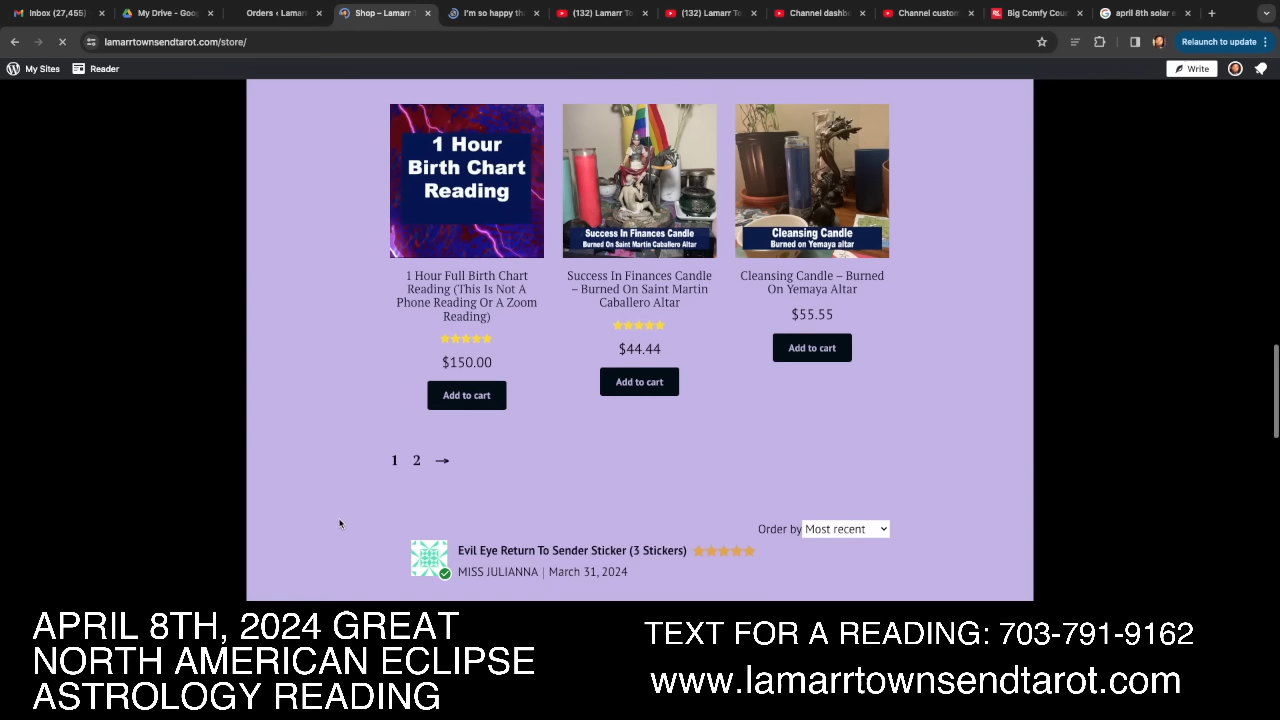 Inbox (27,455)
My Drive - Goog
Orders ‹ Lamar
Shop – Lamarr T
I'm so happy th
(132) Lamarr To
(132) Lamarr To
Channel dashb
Channel custom
Big Comfy Cou
april 8th solar e
lamarrtownsendtarot.com/store/
Relaunch to update
My Sites
Reader
Write
1 Hour
Birth Chart
Reading
Success In Finances Candle
Burned On Saint Martin Caballero Altar
Cleansing Candle
Burned on Yemaya altar
1 Hour Full Birth Chart
Reading (This Is Not A
Phone Reading Or A Zoom
Reading)
$150.00
Add to cart
Success In Finances Candle
– Burned On Saint Martin
Caballero Altar
$44.44
Add to cart
Cleansing Candle – Burned
On Yemaya Altar
$55.55
Add to cart
1 2 →
Order by Most recent
Evil Eye Return To Sender Sticker (3 Stickers)
MISS JULIANNA | March 31, 2024
APRIL 8TH, 2024 GREAT
NORTH AMERICAN ECLIPSE
ASTROLOGY READING
TEXT FOR A READING: 703-791-9162
www.lamarrtownsendtarot.com